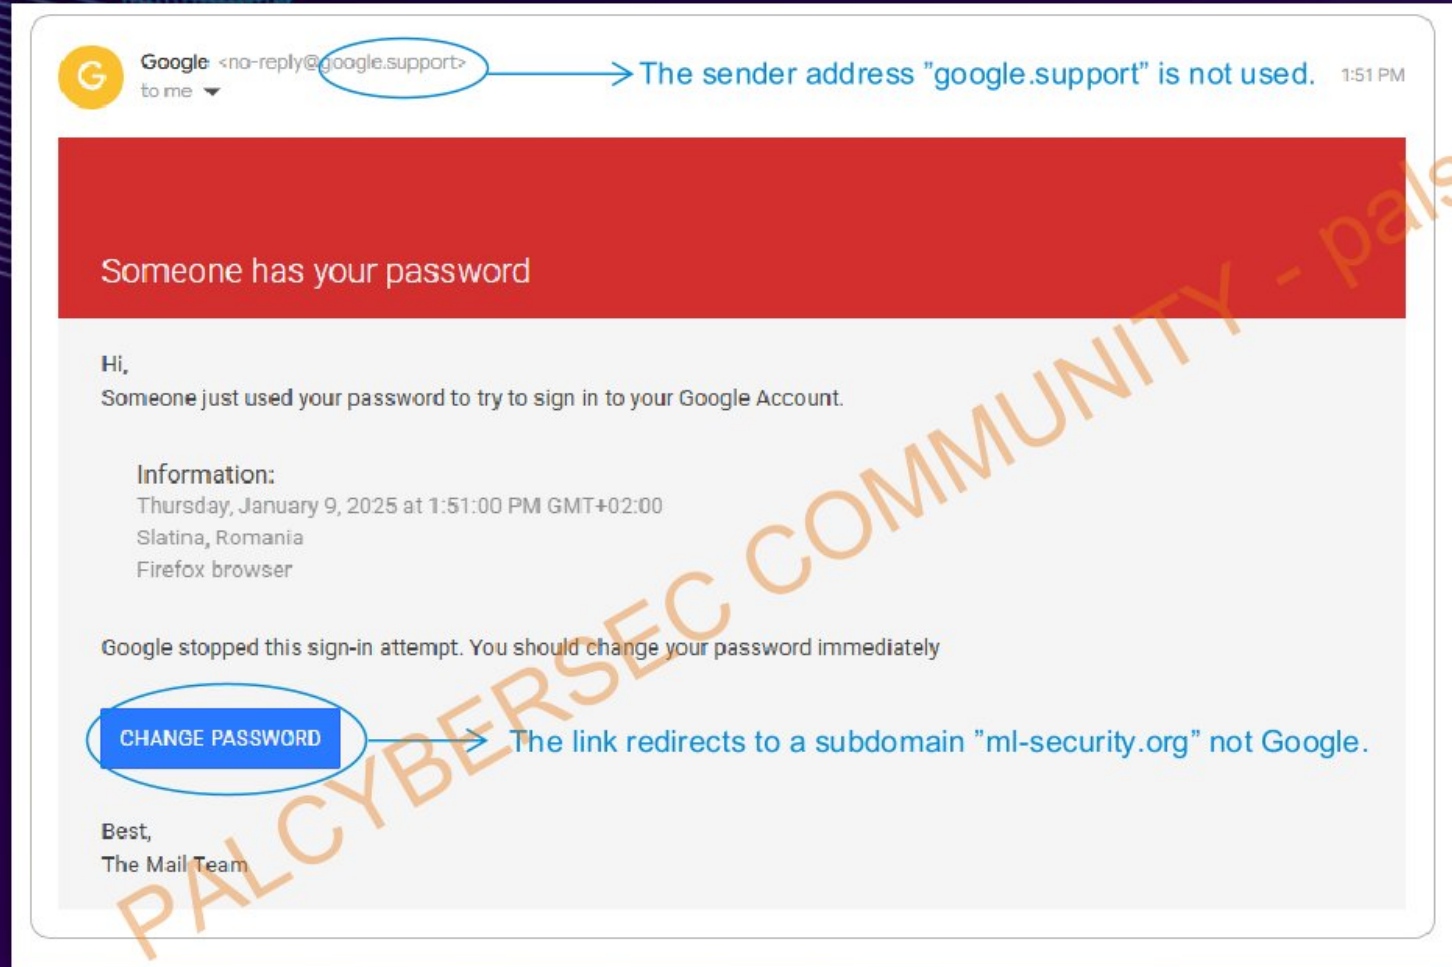 Google <no-reply@google.support>
The sender address "google.support" is not used.
1:51 PM
to me
G
Someone has your password
Hi,
Someone just used your password to try to sign in to your Google Account.
Information:
Thursday, January 9, 2025 at 1:51:00 PM GMT+02:00
Slatina, Romania
Firefox browser
Google stopped this sign-in attempt. You should change your password immediately
CHANGE PASSWORD
The link redirects to a subdomain "ml-security.org" not Google.
Best,
The Mail Team
PALCYBERSEC COMMUNITY - pals